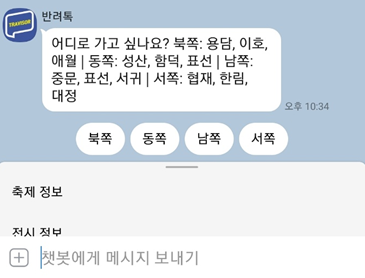 반려톡
TRAVISOR
어디로 가고 싶나요? 북쪽: 용담, 이호,
애월 | 동쪽: 성산, 함덕, 표선 | 남쪽:
중문, 표선, 서귀 | 서쪽: 협재, 한림,
대정
오후 10:34
북쪽 동쪽 남쪽 서쪽
축제 정보
전시 정보
챗봇에게 메시지 보내기